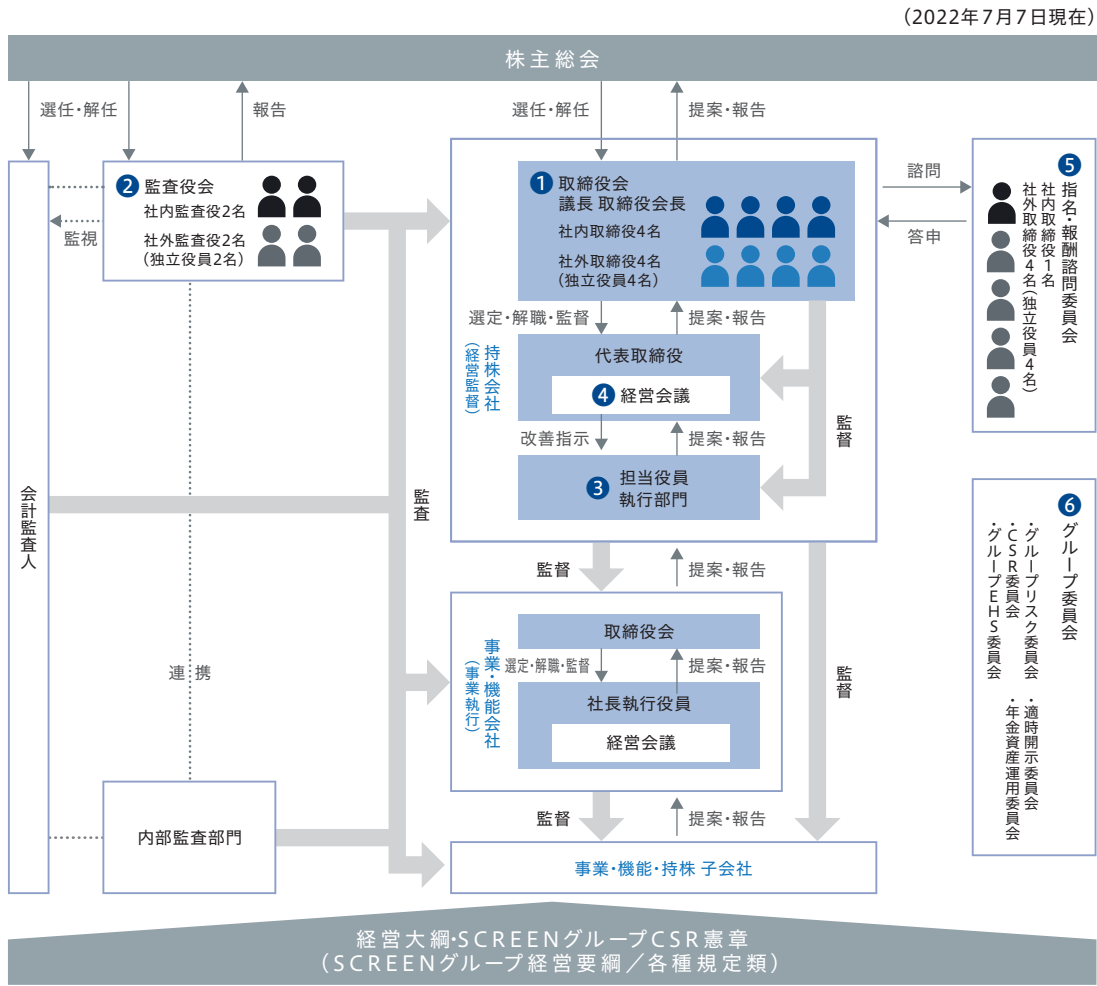 （2022年7月7日現在）
株主総会
選任・解任
報告
選任・解任
提案・報告
❷ 監査役会
社内監査役2名
社外監査役2名
（独立役員2名）
監視
❶ 取締役会
議長 取締役会長
社内取締役4名
社外取締役4名
（独立役員4名）
諮問
答申
❺ 指名・報酬諮問委員会
社内取締役1名
社外取締役4名（独立役員4名）
選定・解職・監督
提案・報告
持株会社
（経営監督）
代表取締役
❹ 経営会議
改善指示
提案・報告
監督
❸ 担当役員
執行部門
会計監査人
監査
❻ グループ委員会
・グループリスク委員会
・CSR委員会
・グループEHS委員会
・適時開示委員会
・年金資産運用委員会
監督
提案・報告
事業・機能会社
（事業執行）
取締役会
選定・解職・監督
提案・報告
社長執行役員
経営会議
連携
監督
監督
提案・報告
内部監査部門
事業・機能・持株 子会社
経営大綱・SCREENグループCSR憲章
（SCREENグループ経営要綱／各種規定類）